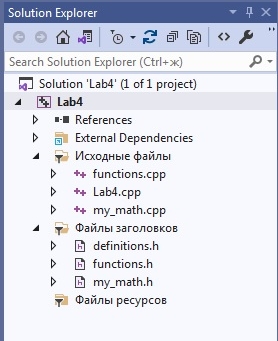 Solution Explorer
Search Solution Explorer (Ctrl+ж)
Solution 'Lab4' (1 of 1 project)
Lab4
References
External Dependencies
Исходные файлы
functions.cpp
Lab4.cpp
my_math.cpp
Файлы заголовков
definitions.h
functions.h
my_math.h
Файлы ресурсов